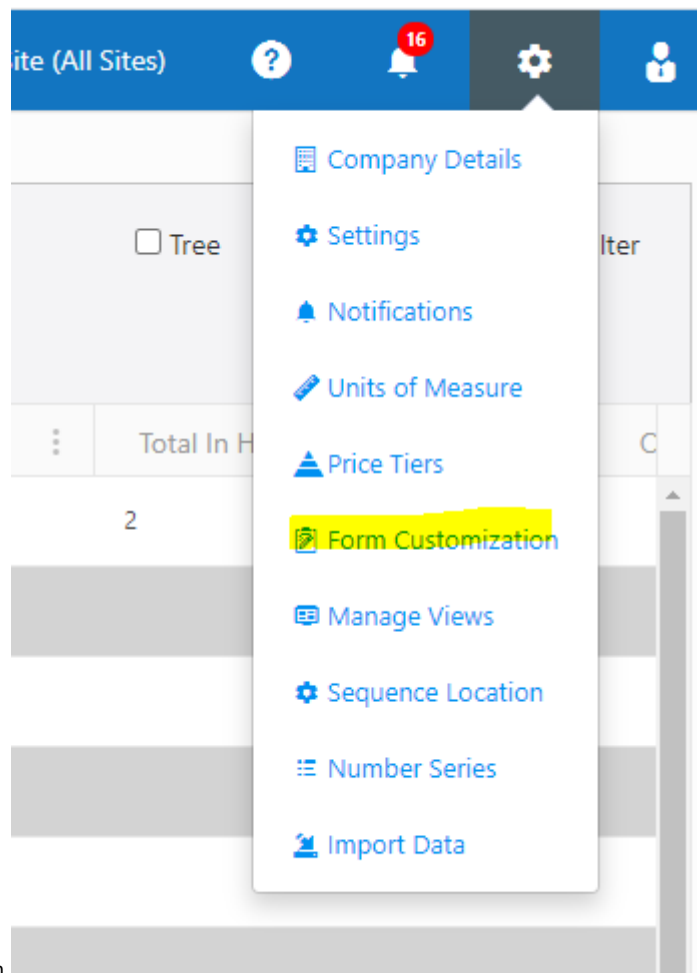 ite (All Sites)
?
16
Company Details
Tree
Settings
lter
Notifications
Units of Measure
Total In H
Price Tiers
2
Form Customization
Manage Views
Sequence Location
Number Series
Import Data